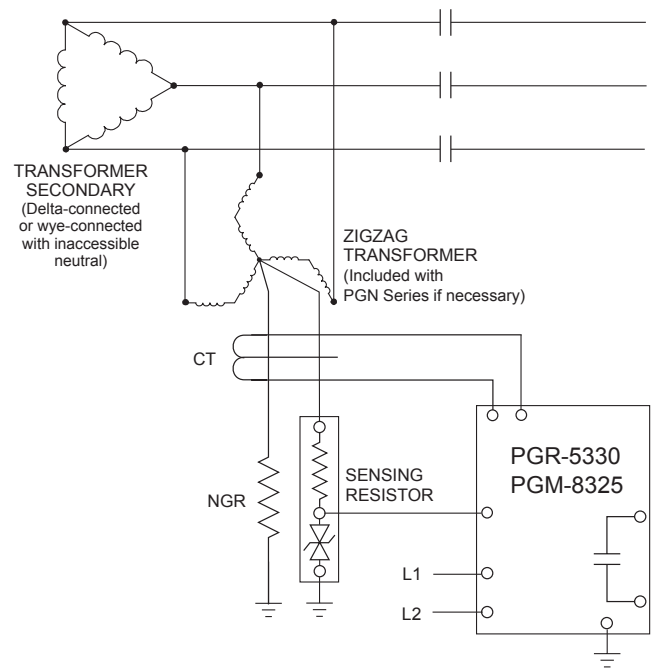 TRANSFORMER
SECONDARY
(Delta-connected
or wye-connected
with inaccessible
neutral)
ZIGZAG
TRANSFORMER
(Included with
PGN Series if necessary)
CT
NGR
SENSING
RESISTOR
PGR-5330
PGM-8325
L1
L2